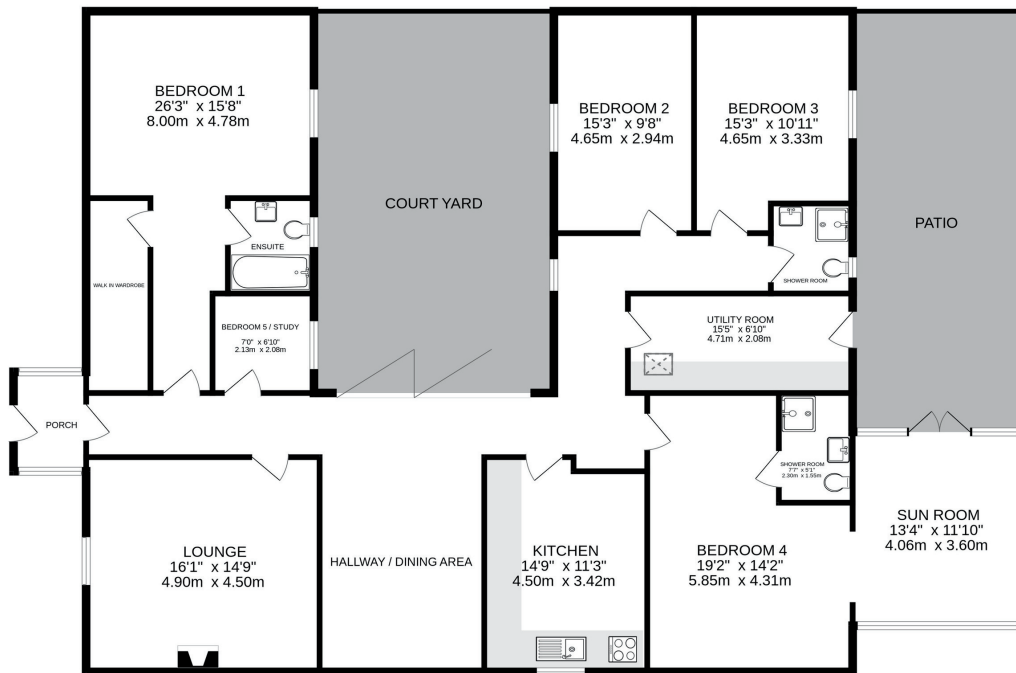 BEDROOM 1
26'3" x 15'8"
8.00m x 4.78m
COURT YARD
BEDROOM 2
15'3" x 9'8"
4.65m x 2.94m
BEDROOM 3
15'3" x 10'11"
4.65m x 3.33m
PATIO
ENSUITE
WALK IN WARDROBE
SHOWER ROOM
BEDROOM 5 / STUDY
7'0" x 6'10"
2.13m x 2.08m
UTILITY ROOM
15'5" x 6'10"
4.71m x 2.08m
PORCH
SHOWER ROOM
7'7" x 5'1"
2.30m x 1.55m
LOUNGE
16'1" x 14'9"
4.90m x 4.50m
HALLWAY / DINING AREA
KITCHEN
14'9" x 11'3"
4.50m x 3.42m
BEDROOM 4
19'2" x 14'2"
5.85m x 4.31m
SUN ROOM
13'4" x 11'10"
4.06m x 3.60m